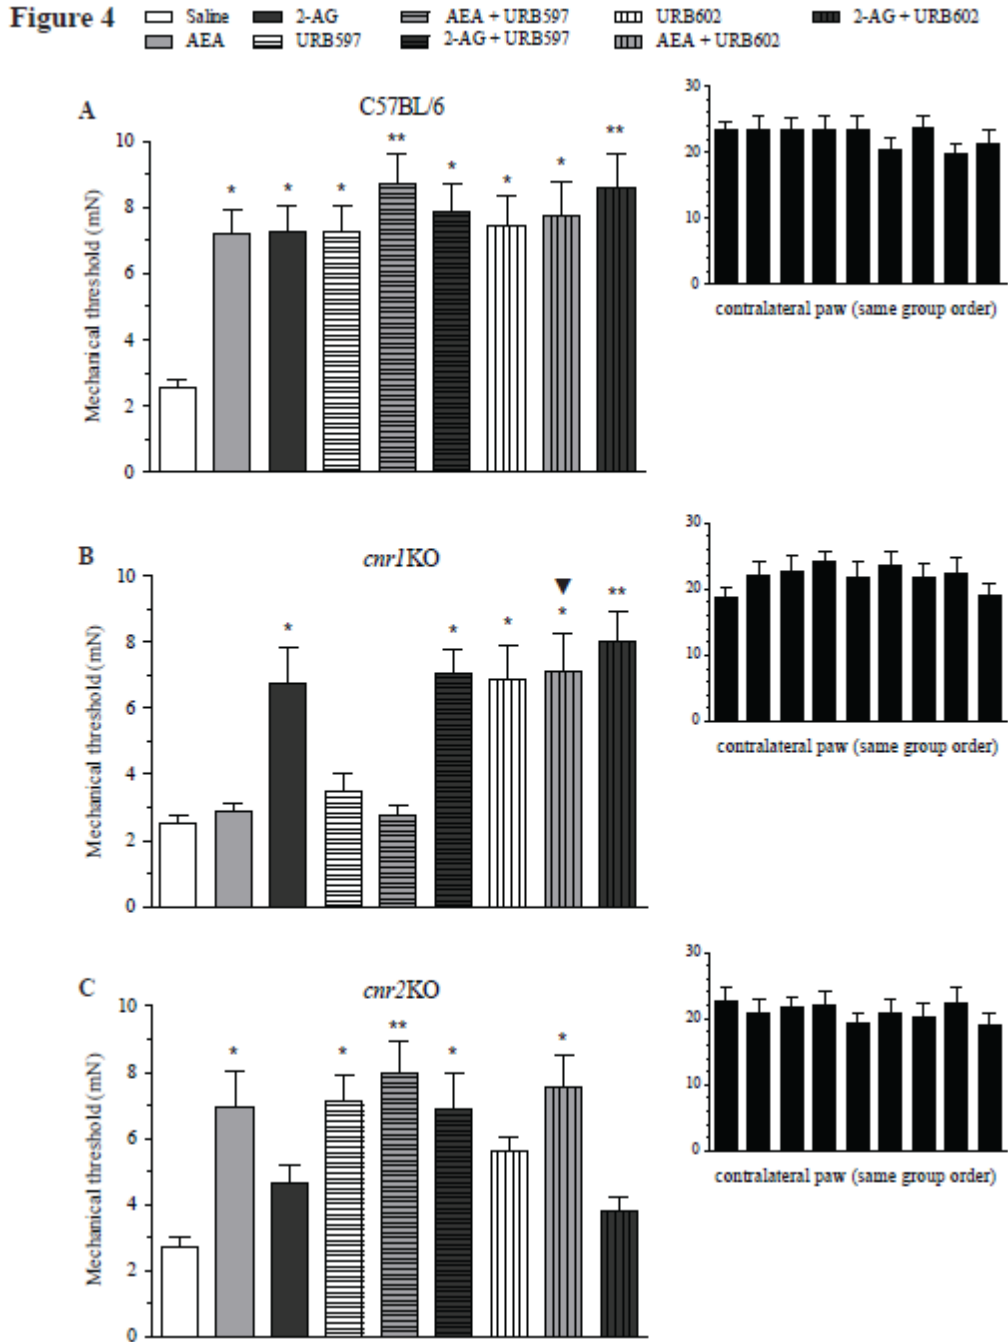 Figure 4
Saline 2-AG AEA + URB597 URB602 2-AG + URB602
AEA URB597 2-AG + URB597 AEA + URB602
A
C57BL/6
Mechanical threshold (mN)
10
8
6
4
2
0
* * * ** * * * **
30
20
10
0
contralateral paw (same group order)
B
cnr1KO
Mechanical threshold (mN)
10
8
6
4
2
0
* * * ▼ * **
30
20
10
0
contralateral paw (same group order)
C
cnr2KO
Mechanical threshold (mN)
10
8
6
4
2
0
* * ** * *
30
20
10
0
contralateral paw (same group order)